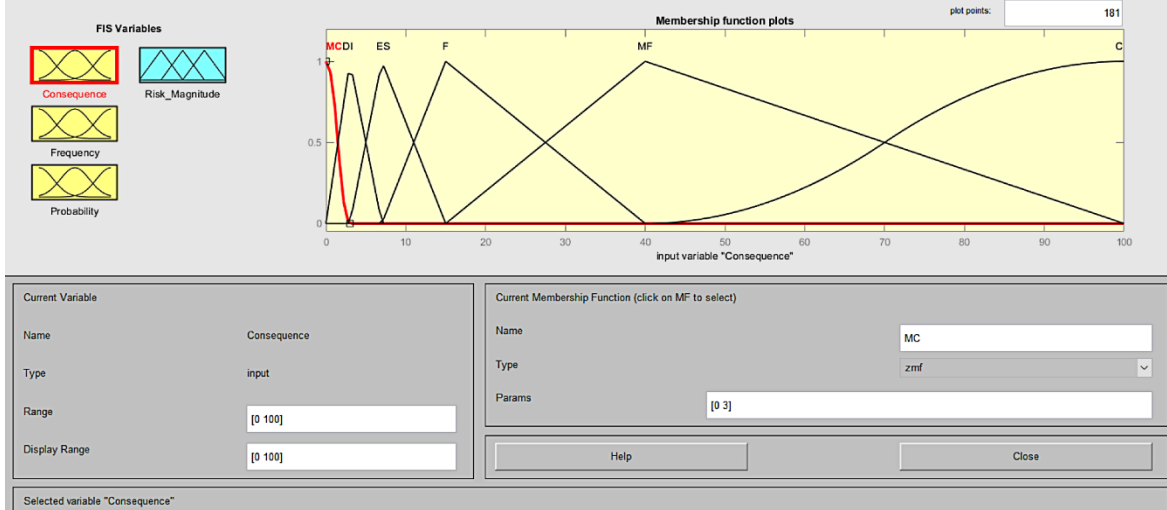 FIS Variables
Consequence
Risk_Magnitude
Frequency
Probability
Membership function plots
plot points:
181
MC DI ES F MF C
1
0.5
0
0 10 20 30 40 50 60 70 80 90 100
input variable "Consequence"
Current Variable
Name Consequence
Type input
Range [0 100]
Display Range [0 100]
Current Membership Function (click on MF to select)
Name MC
Type zmf
Params [0 3]
Help Close
Selected variable "Consequence"